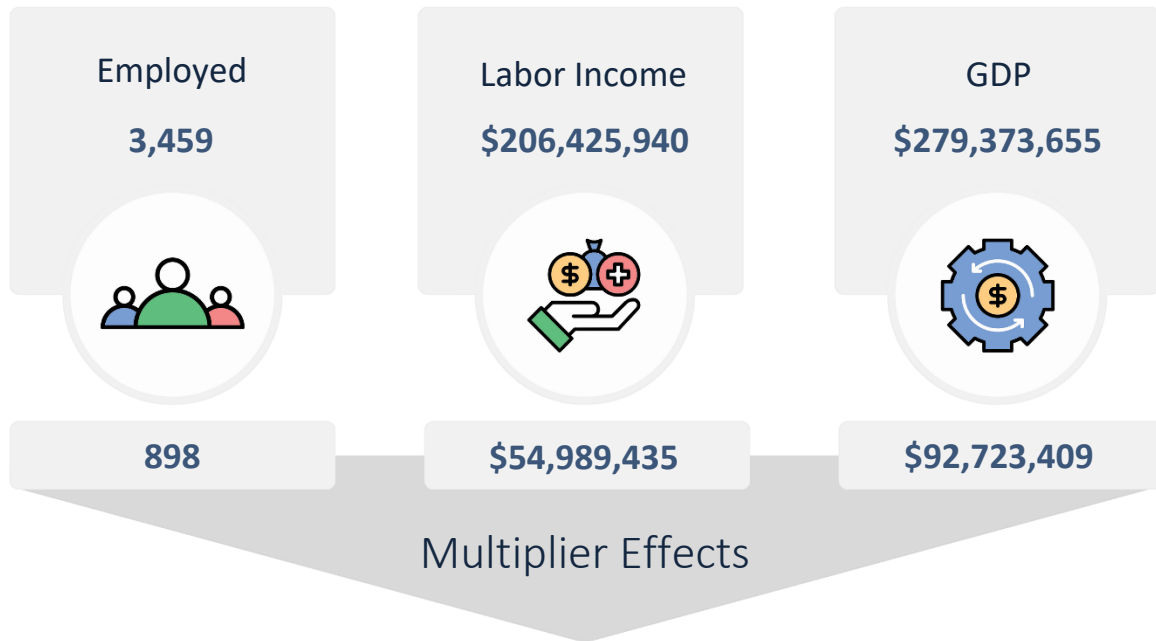 Employed
3,459
Labor Income
$206,425,940
GDP
$279,373,655
$
$
898
$54,989,435
$92,723,409
Multiplier Effects